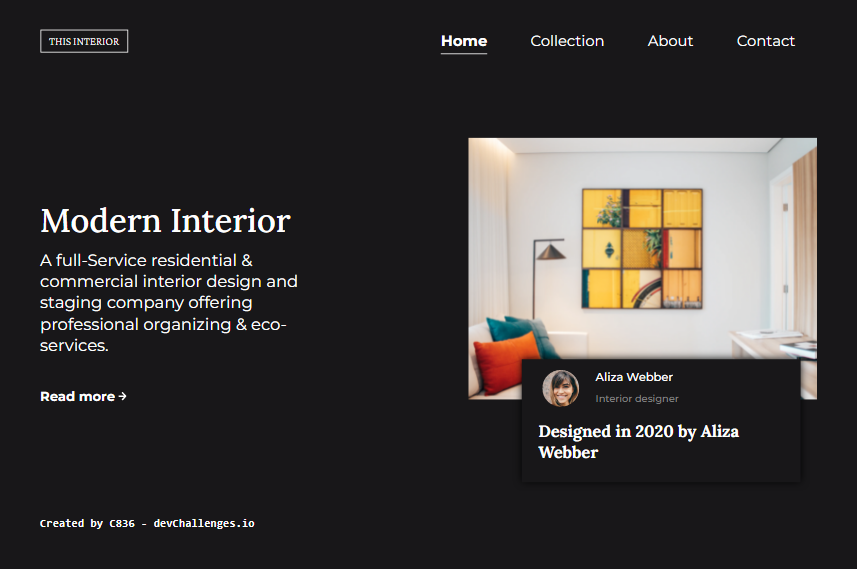 THIS INTERIOR
Home Collection About Contact
Modern Interior
A full-Service residential &
commercial interior design and
staging company offering
professional organizing & eco-
services.
Read more →
Aliza Webber
Interior designer
Designed in 2020 by Aliza
Webber
Created by C836 - devChallenges.io